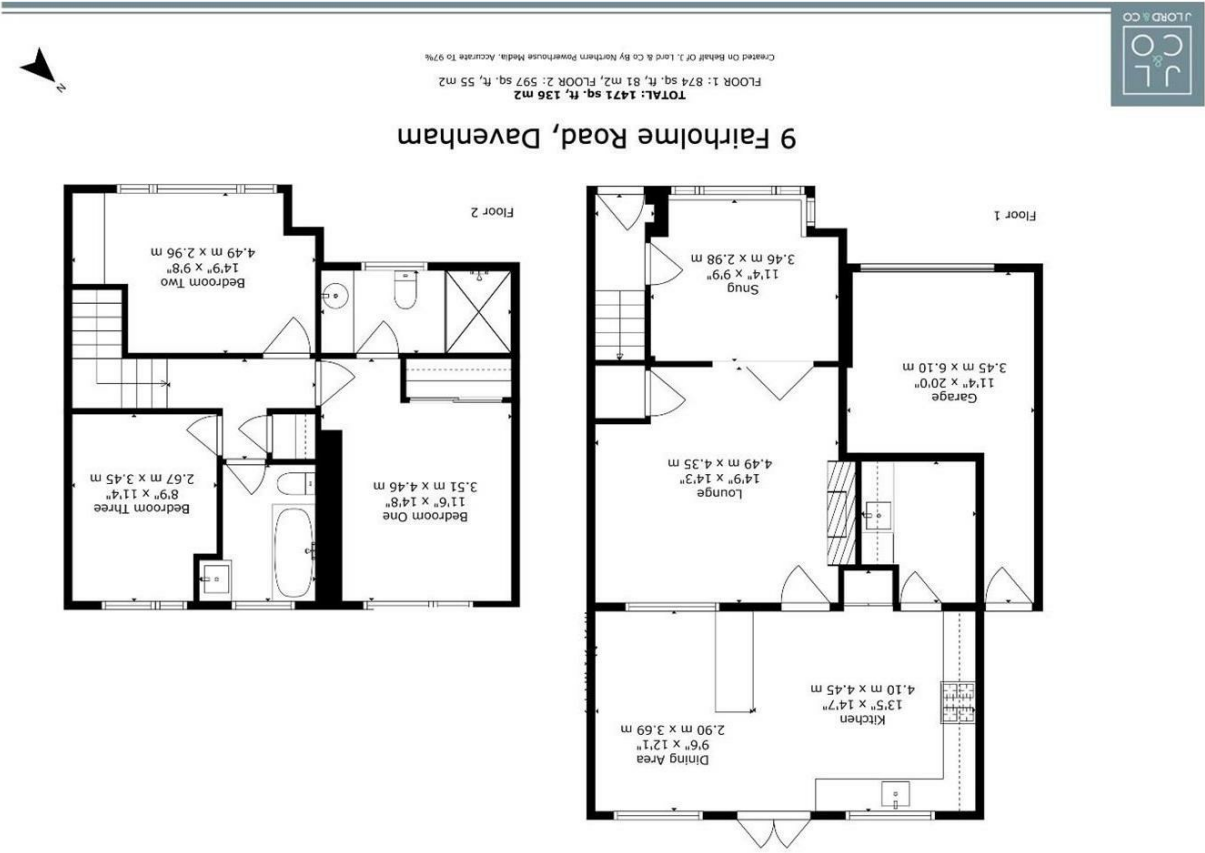 Dining Area
9'6" x 12'1"
2.90 m x 3.69 m
Kitchen
13'5" x 14'7"
4.10 m x 4.45 m
Lounge
14'9" x 14'3"
4.49 m x 4.35 m
Garage
11'4" x 20'0"
3.45 m x 6.10 m
Snug
11'4" x 9'9"
3.46 m x 2.98 m
Floor 1
Bedroom One
11'6" x 14'8"
3.51 m x 4.46 m
Bedroom Three
8'9" x 11'4"
2.67 m x 3.45 m
Bedroom Two
14'9" x 9'8"
4.49 m x 2.96 m
Floor 2
9 Fairholme Road, Davenham
TOTAL: 1471 sq. ft, 136 m2
FLOOR 1: 874 sq. ft, 81 m2, FLOOR 2: 597 sq. ft, 55 m2
Created On Behalf Of J. Lord & Co By Northern Powerhouse Media. Accurate To 97%
N
JL
&
CO
J LORD & CO